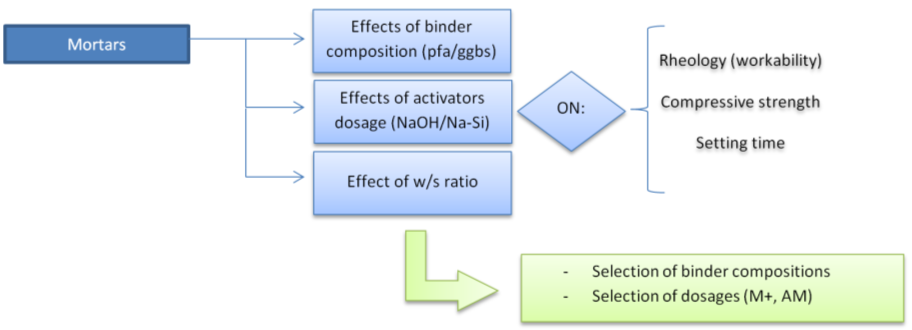 Mortars
Effects of binder
composition (pfa/ggbs)
Effects of activators
dosage (NaOH/Na-Si)
Effect of w/s ratio
ON:
Rheology (workability)
Compressive strength
Setting time
- Selection of binder compositions
- Selection of dosages (M+, AM)